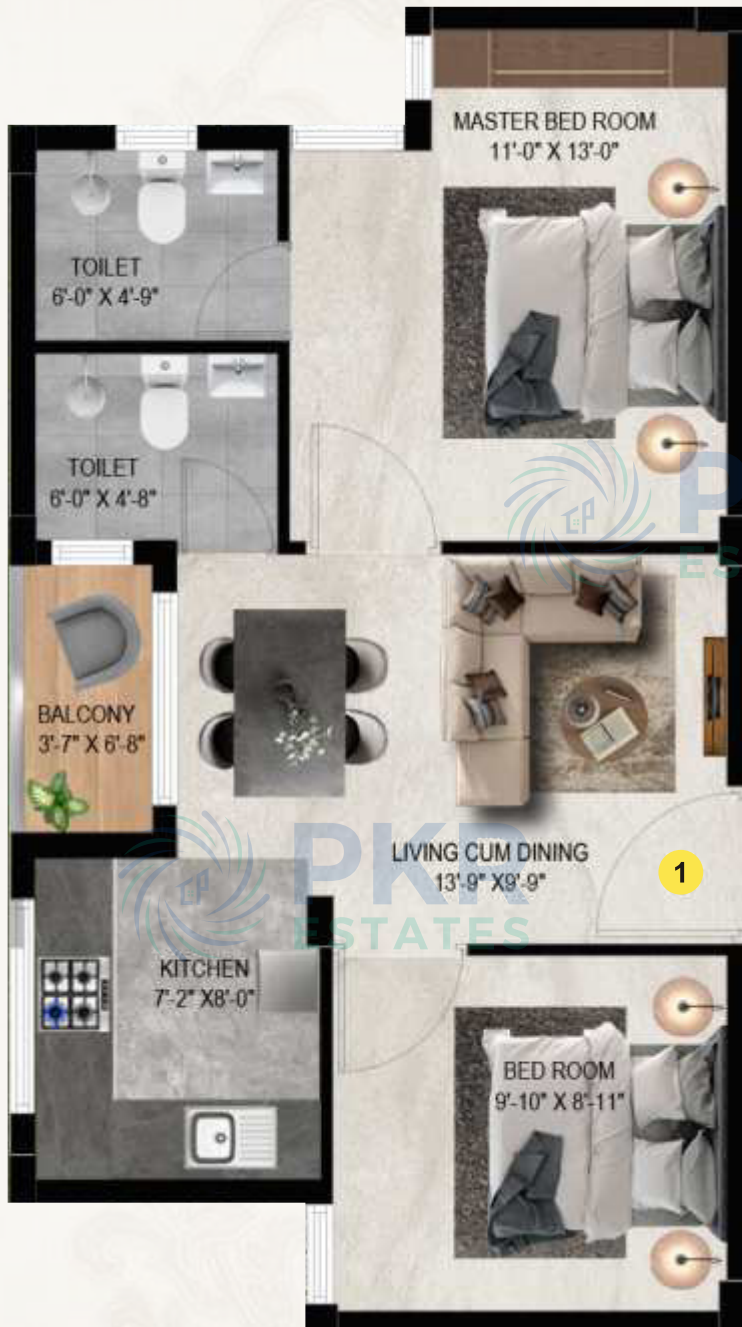 MASTER BED ROOM
11'-0" X 13'-0"
TOILET
6'-0" X 4'-9"
TOILET
6'-0" X 4'-8"
P
ES
BALCONY
3'-7" X 6'-8"
LIVING CUM DINING
13'-9" X9'-9"
1
PKR
ESTATES
KITCHEN
7'-2" X8'-0"
BED ROOM
9'-10" X 8'-11"